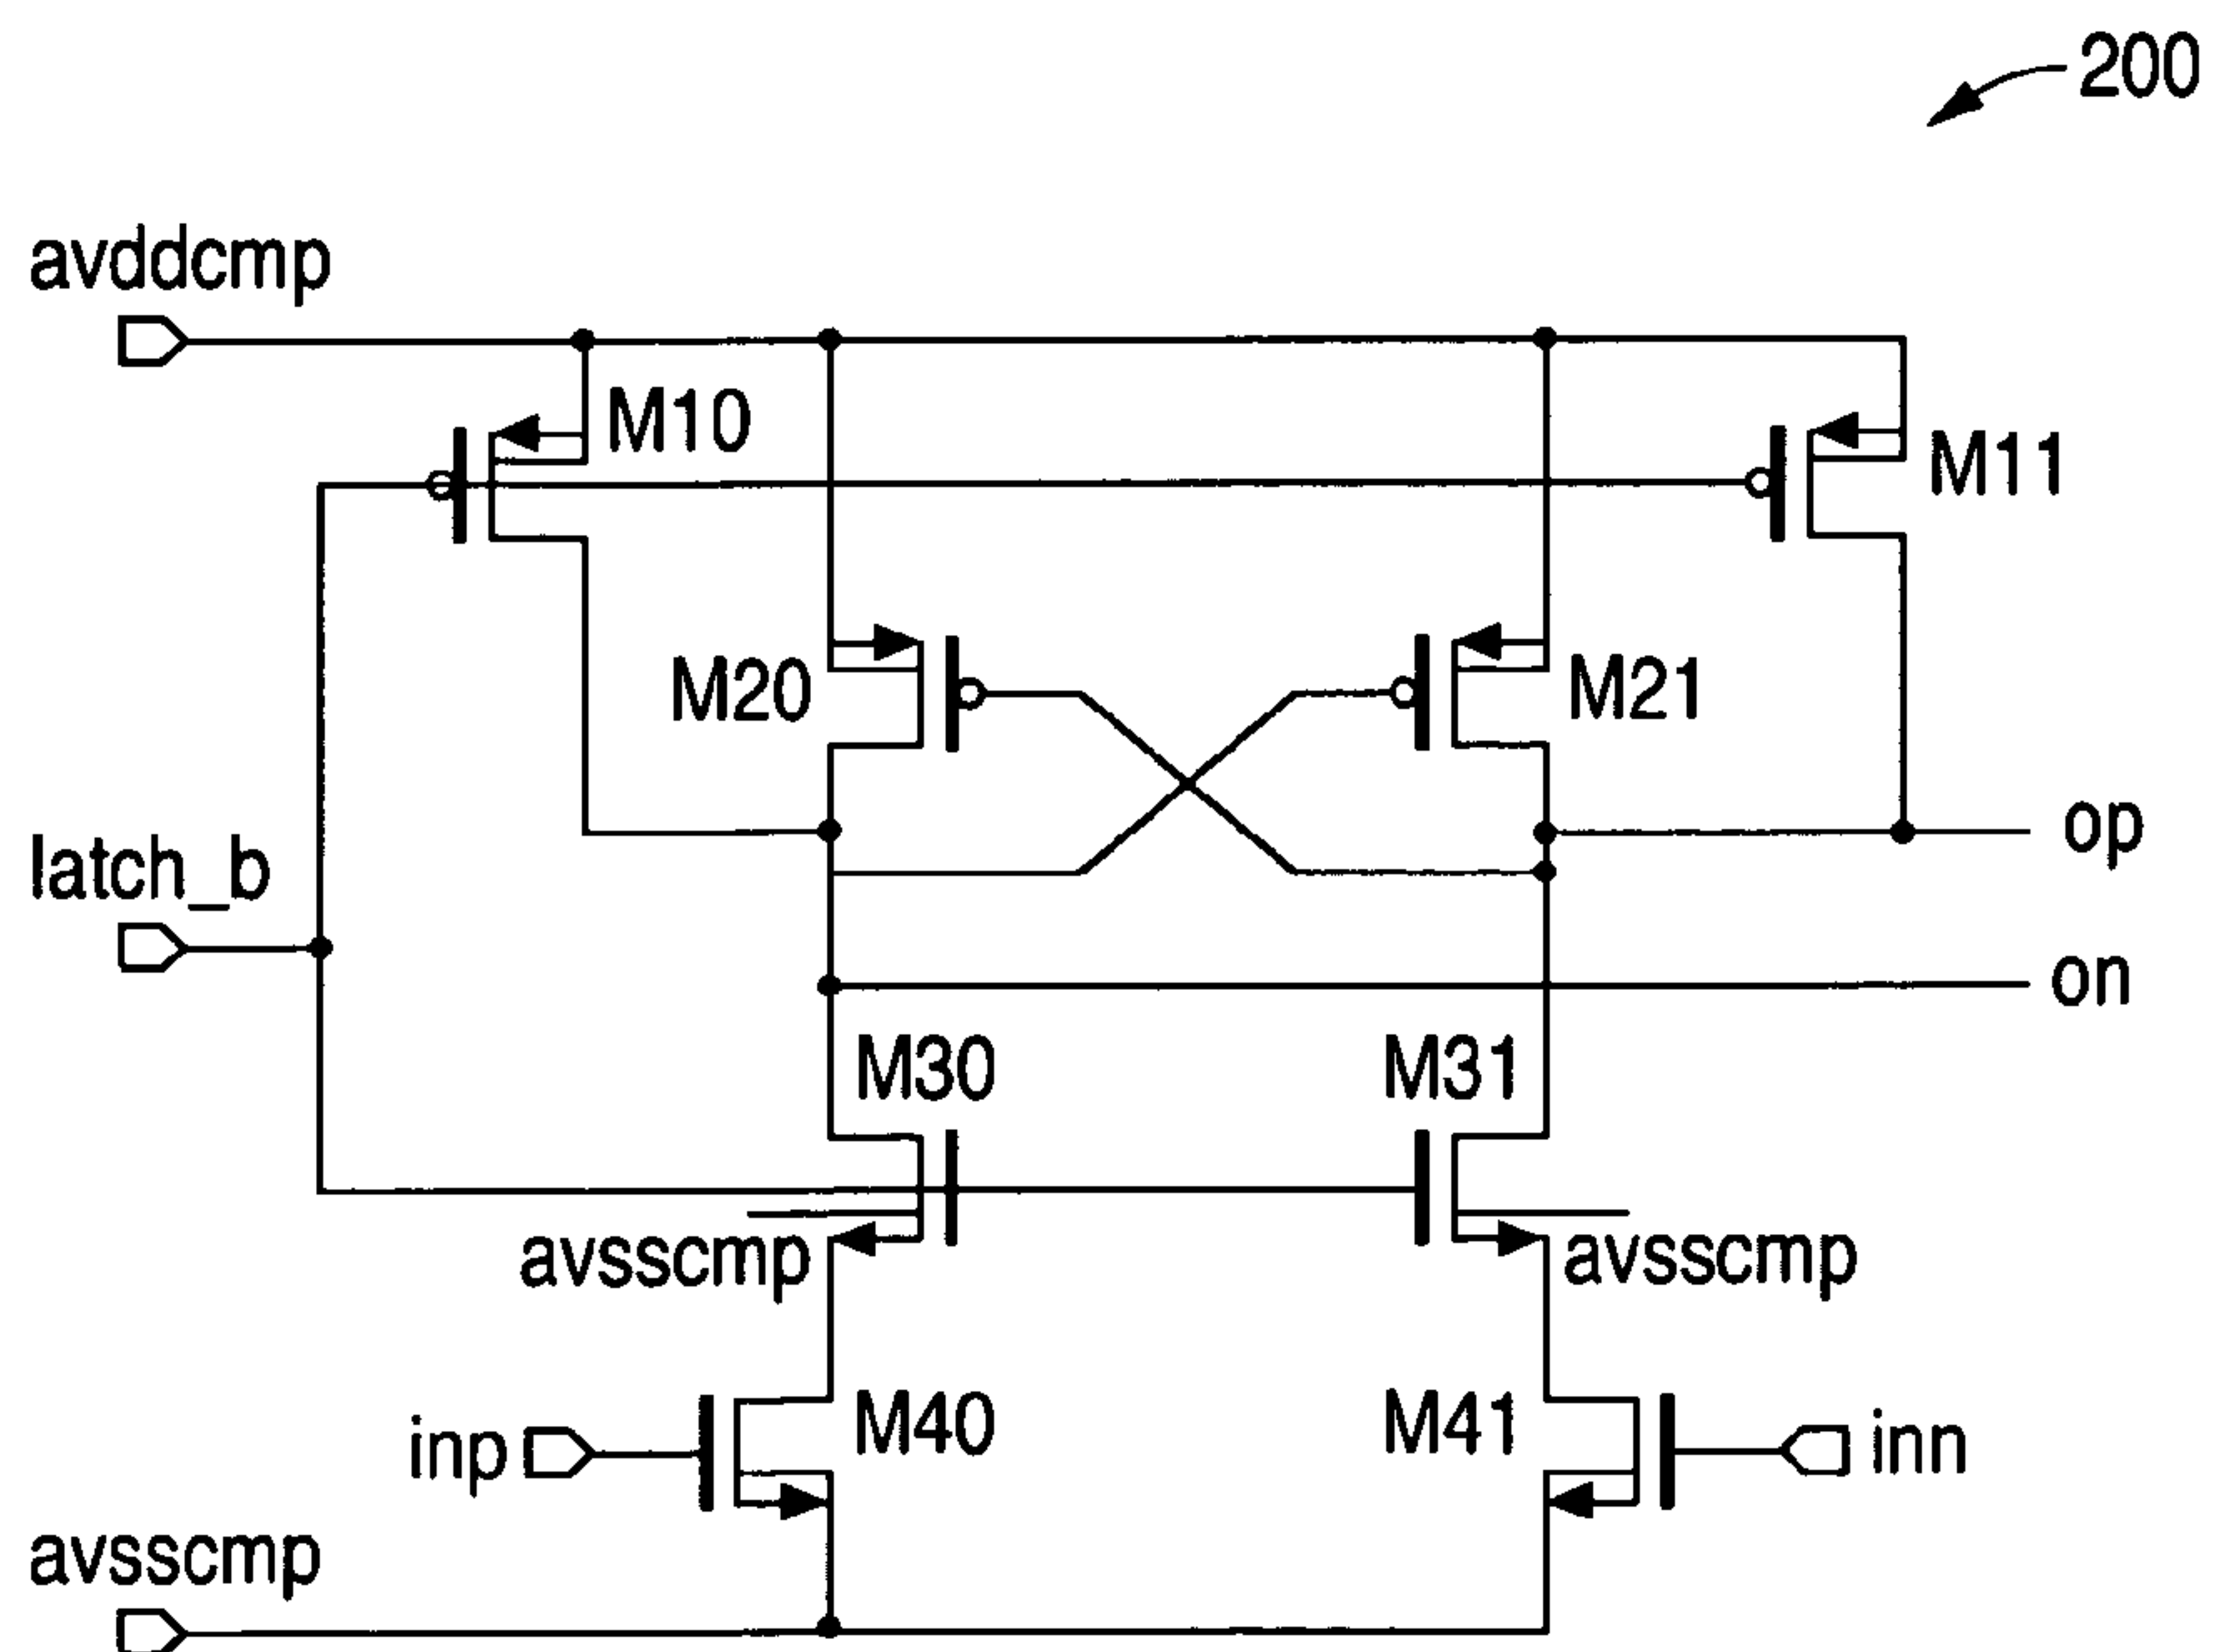 200
avddcmp
M10
M11
M20
M21
op
latch_b
on
M30
M31
avsscmp
avsscmp
M40
M41
inp
inn
avsscmp